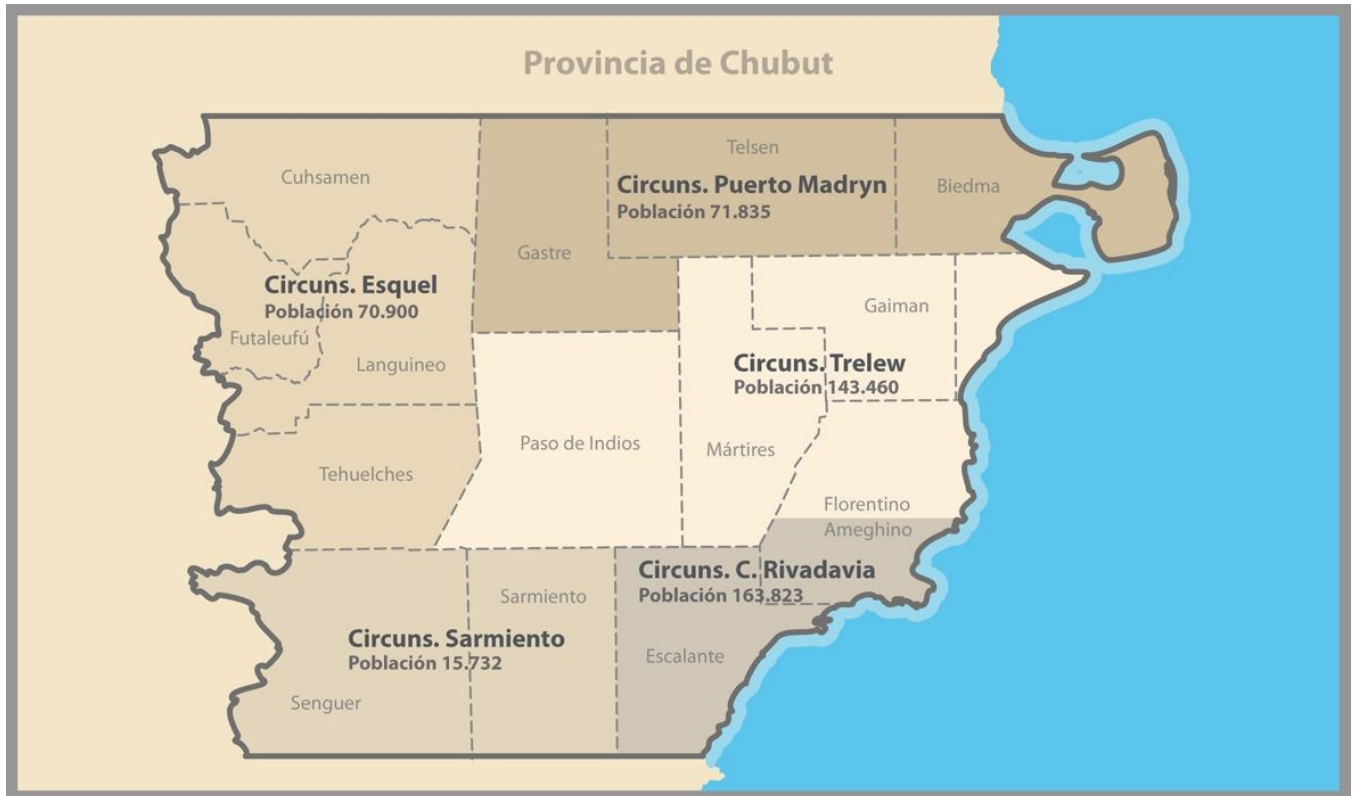 Provincia de Chubut
Telsen
Cuhsamen
Circuns. Puerto Madryn
Biedma
Población 71.835
Gastre
Circuns. Esquel
Población 70.900
Gaiman
Futaleufú
Languineo
Circuns. Trelew
Población 143.460
Paso de Indios
Mártires
Tehuelches
Florentino
Ameghino
Circuns. C. Rivadavia
Población 163.823
Sarmiento
Circuns. Sarmiento
Población 15.732
Escalante
Senguer